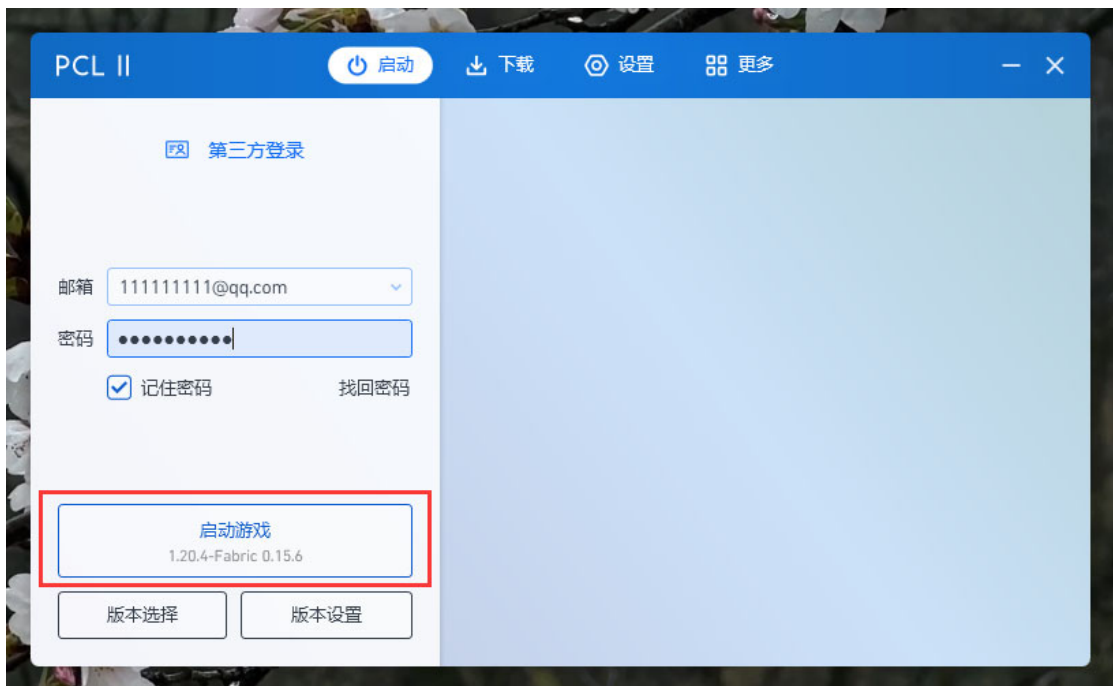 PCL II
启动
下载
设置
更多
第三方登录
邮箱
111111111@qq.com
密码
记住密码
找回密码
启动游戏
1.20.4-Fabric 0.15.6
版本选择
版本设置